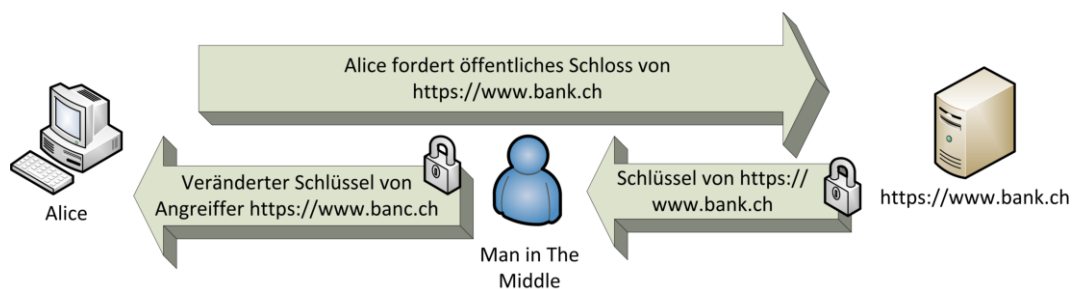 Alice fordert öffentliches Schloss von
https://www.bank.ch
Alice
Veränderter Schlüssel von
Angreiffer https://www.banc.ch
Man in The
Middle
Schlüssel von https://
www.bank.ch
https://www.bank.ch